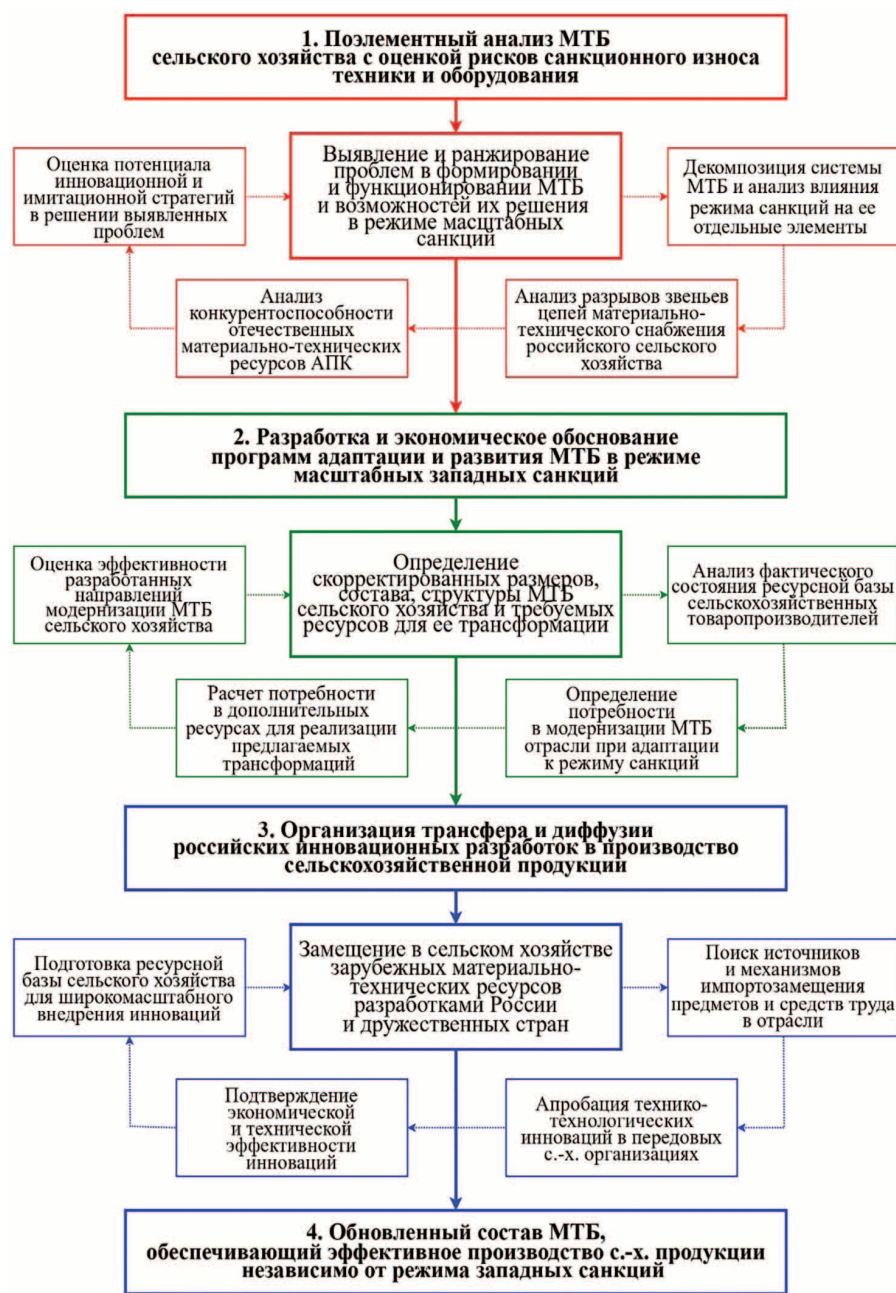 1. Поэлементный анализ МТБ
сельского хозяйства с оценкой рисков санкционного износа
техники и оборудования
Оценка потенциала
инновационной и
имитационной стратегий
в решении выявленных
проблем
Выявление и ранжирование
проблем в формировании
и функционировании МТБ
и возможностей их решения
в режиме масштабных
санкций
Декомпозиция системы
МТБ и анализ влияния
режима санкций на ее
отдельные элементы
Анализ
конкурентоспособности
отечественных
материально-технических
ресурсов АПК
Анализ разрывов звеньев
цепей материально-
технического снабжения
российского сельского
хозяйства
2. Разработка и экономическое обоснование
программ адаптации и развития МТБ в режиме
масштабных западных санкций
Оценка эффективности
разработанных
направлений
модернизации МТБ
сельского хозяйства
Определение
скорректированных размеров,
состава, структуры МТБ
сельского хозяйства и требуемых
ресурсов для ее трансформации
Анализ фактического
состояния ресурсной базы
сельскохозяйственных
товаропроизводителей
Расчет потребности
в дополнительных
ресурсах для реализации
предлагаемых
трансформаций
Определение
потребности
в модернизации МТБ
отрасли при адаптации
к режиму санкций
3. Организация трансфера и диффузии
российских инновационных разработок в производство
сельскохозяйственной продукции
Подготовка ресурсной
базы сельского хозяйства
для широкомасштабного
внедрения инноваций
Замещение в сельском хозяйстве
зарубежных материально-
технических ресурсов
разработками России
и дружественных стран
Поиск источников
и механизмов
импортозамещения
предметов и средств труда
в отрасли
Подтверждение
экономической
и технической
эффективности
инноваций
Апробация технико-
технологических
инноваций в передовых
с.-х. организациях
4. Обновленный состав МТБ,
обеспечивающий эффективное производство с.-х. продукции
независимо от режима западных санкций